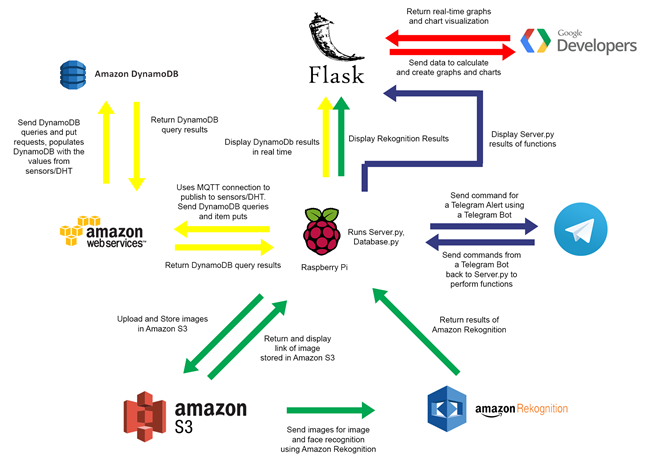 Return real-time graphs
and chart visualization
Google
Developers
Send data to calculate
and create graphs and charts
Flask
Amazon DynamoDB
Send DynamoDB
queries and put
requests, populates
DynamoDB with the
values from
sensors/DHT
Return DynamoDB
query results
Display DynamoDb results
in real time
Display Rekognition Results
Display Server.py
results of functions
Uses MQTT connection to
publish to sensors/DHT.
Send DynamoDB queries
and item puts
amazon
web services™
Return DynamoDB query results
Runs Server.py,
Database.py
Raspberry Pi
Send command for
a Telegram Alert using
a Telegram Bot
Send commands from
a Telegram Bot
back to Server.py to
perform functions
Upload and Store images
in Amazon S3
Return and display
link of image
stored in Amazon S3
Return results of
Amazon Rekognition
amazon
S3
Send images for image
and face recognition
using Amazon Rekognition
amazon Rekognition